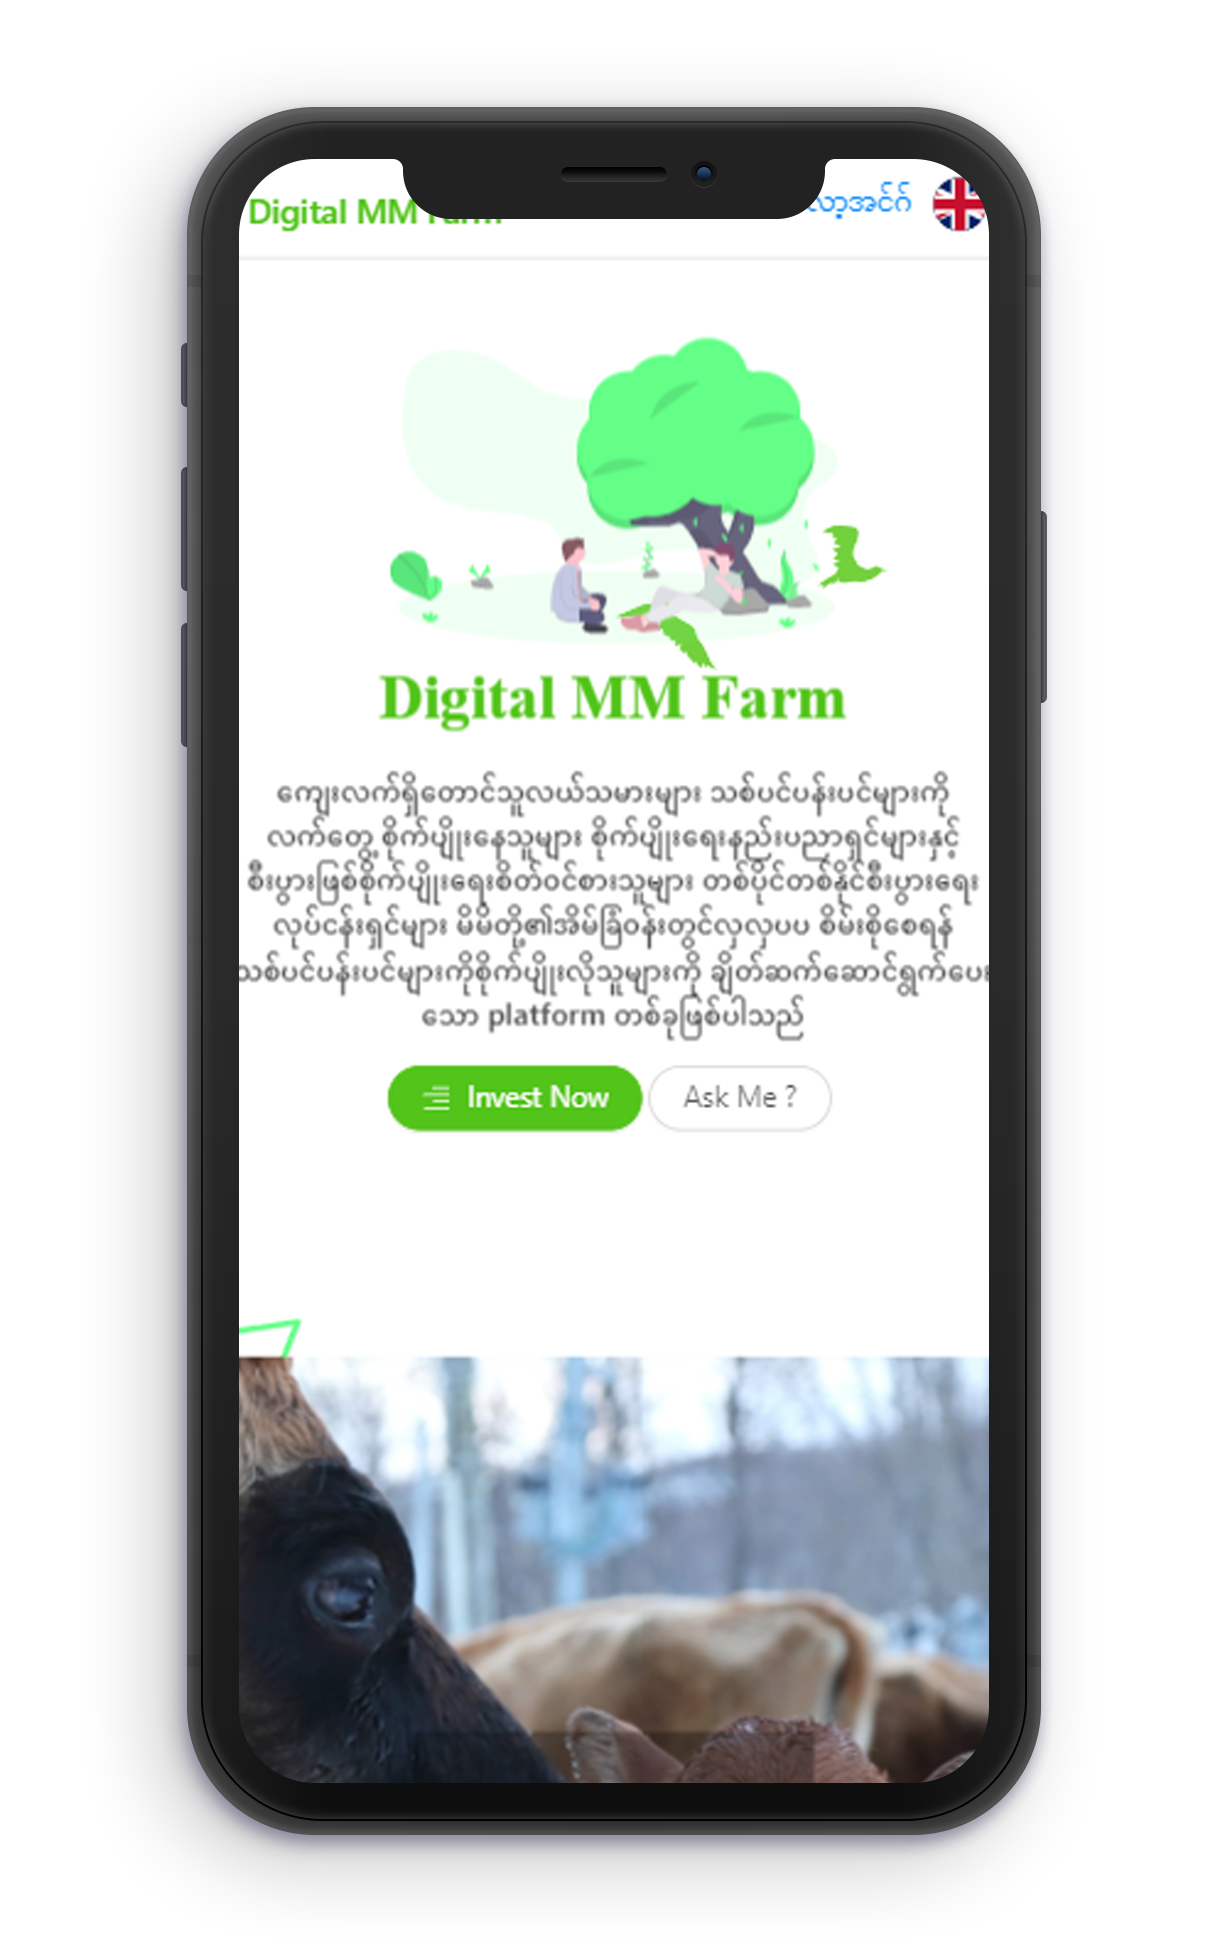 Digital MM Farm
လော့အင်ဂ်
Digital MM Farm
ကျေးလက်ရှိတောင်သူလယ်သမားများ သစ်ပင်ပန်းပင်များကို
လက်တွေ့စိုက်ပျိုးနေသူများ စိုက်ပျိုးရေးနည်းပညာရှင်များနှင့်
စီးပွားဖြစ်စိုက်ပျိုးရေးစိတ်ဝင်စားသူများ တစ်ပိုင်တစ်နိုင်စီးပွားရေး
လုပ်ငန်းရှင်များ မိမိတို့၏အိမ်ခြံဝန်းတွင်လှလှပပ စိမ်းစိုစေရန်
သစ်ပင်ပန်းပင်များကိုစိုက်ပျိုးလိုသူများကို ချိတ်ဆက်ဆောင်ရွက်ပေး
သော platform တစ်ခုဖြစ်ပါသည်
Invest Now
Ask Me ?